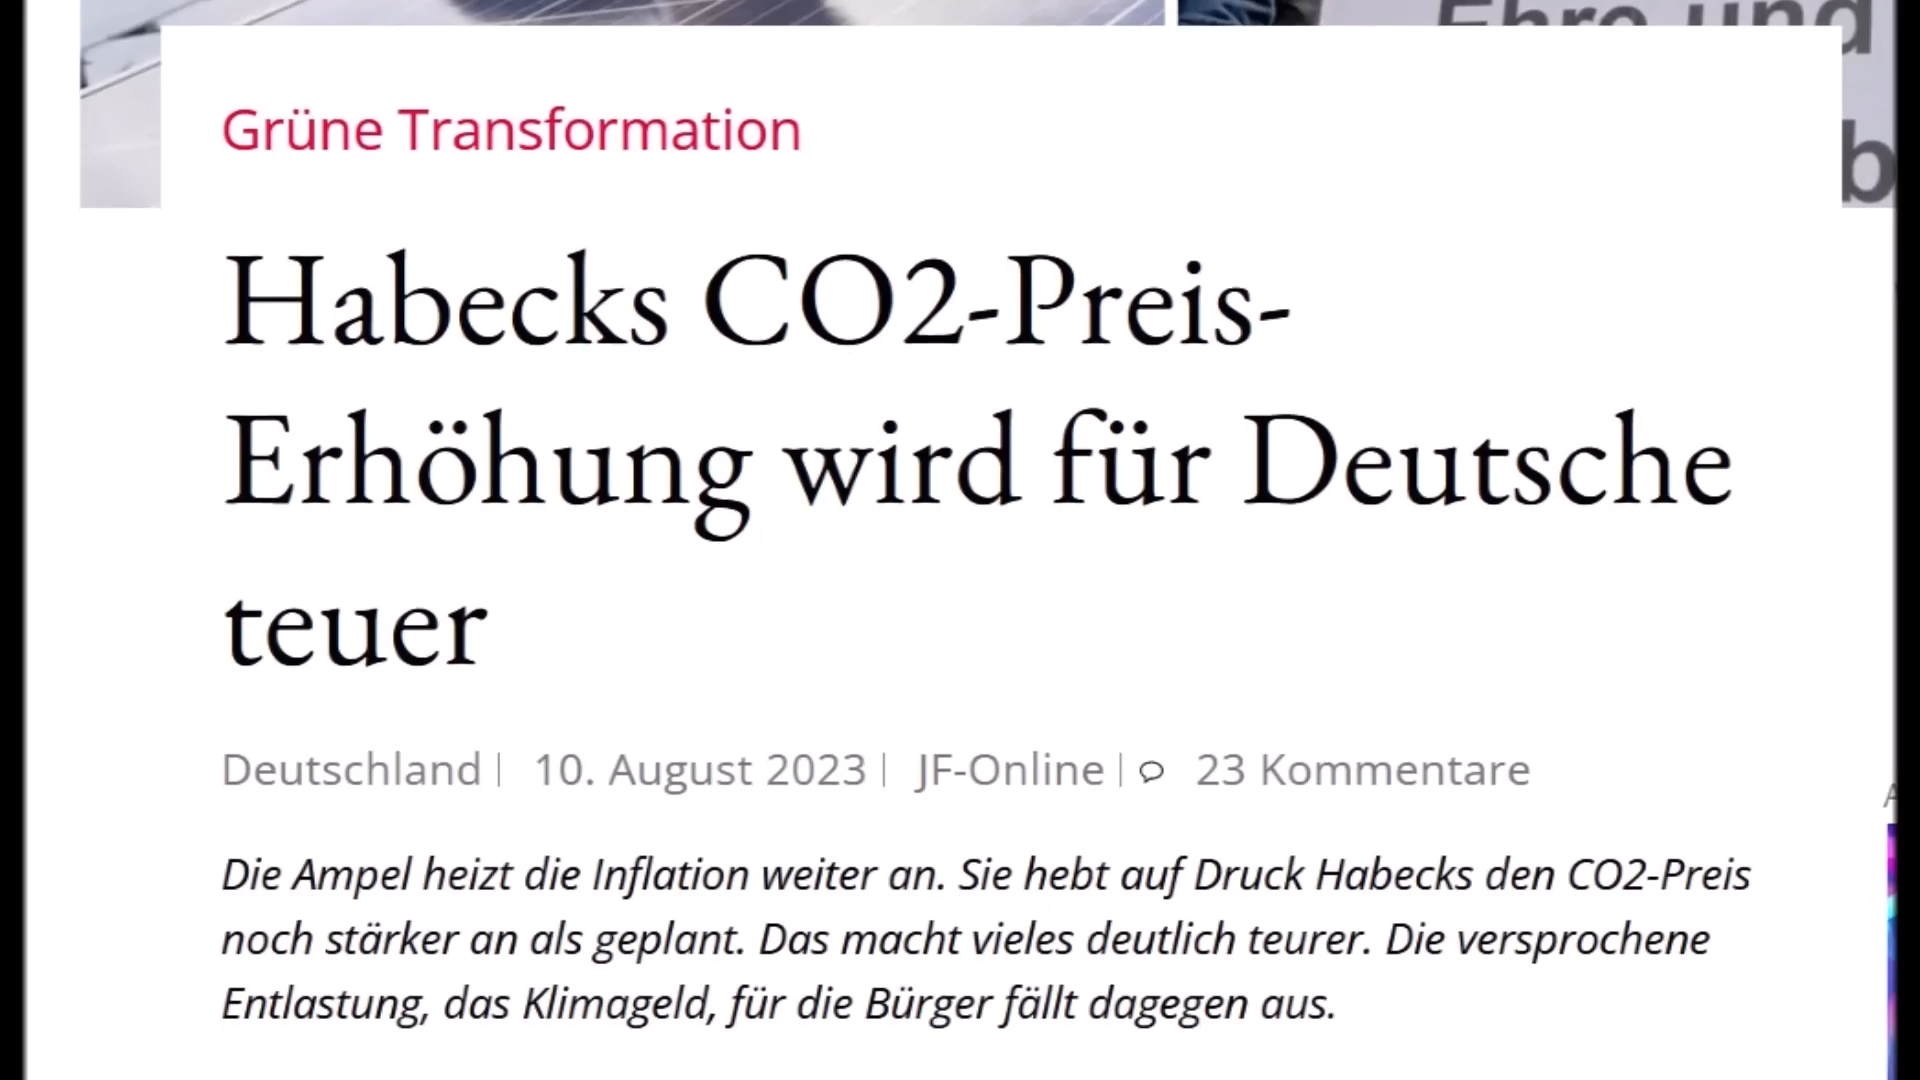 Ehre und
b
Grüne Transformation
Habecks CO2-Preis-
Erhöhung wird für Deutsche
teuer
Deutschland | 10. August 2023 | JF-Online | 23 Kommentare
Die Ampel heizt die Inflation weiter an. Sie hebt auf Druck Habecks den CO2-Preis
noch stärker an als geplant. Das macht vieles deutlich teurer. Die versprochene
Entlastung, das Klimageld, für die Bürger fällt dagegen aus.